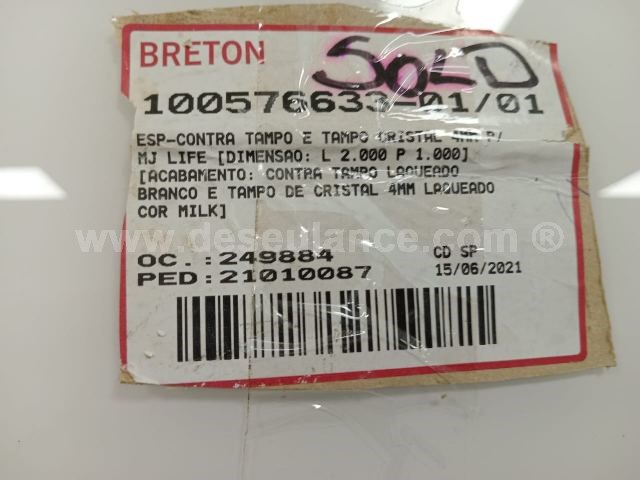 BRETON
SOLD
100576633-01/01
ESP-CONTRA TAMPO E TAMPO CRISTAL 4MM P/
MJ LIFE [DIMENSAO: L 2.000 P 1.000]
[ACABAMENTO: CONTRA TAMPO LAQUEADO
BRANCO E TAMPO DE CRISTAL 4MM LAQUEADO
COR MILK]
www.deseulance.com ®
OC.:249884
CD SP
PED:21010087
15/06/2021